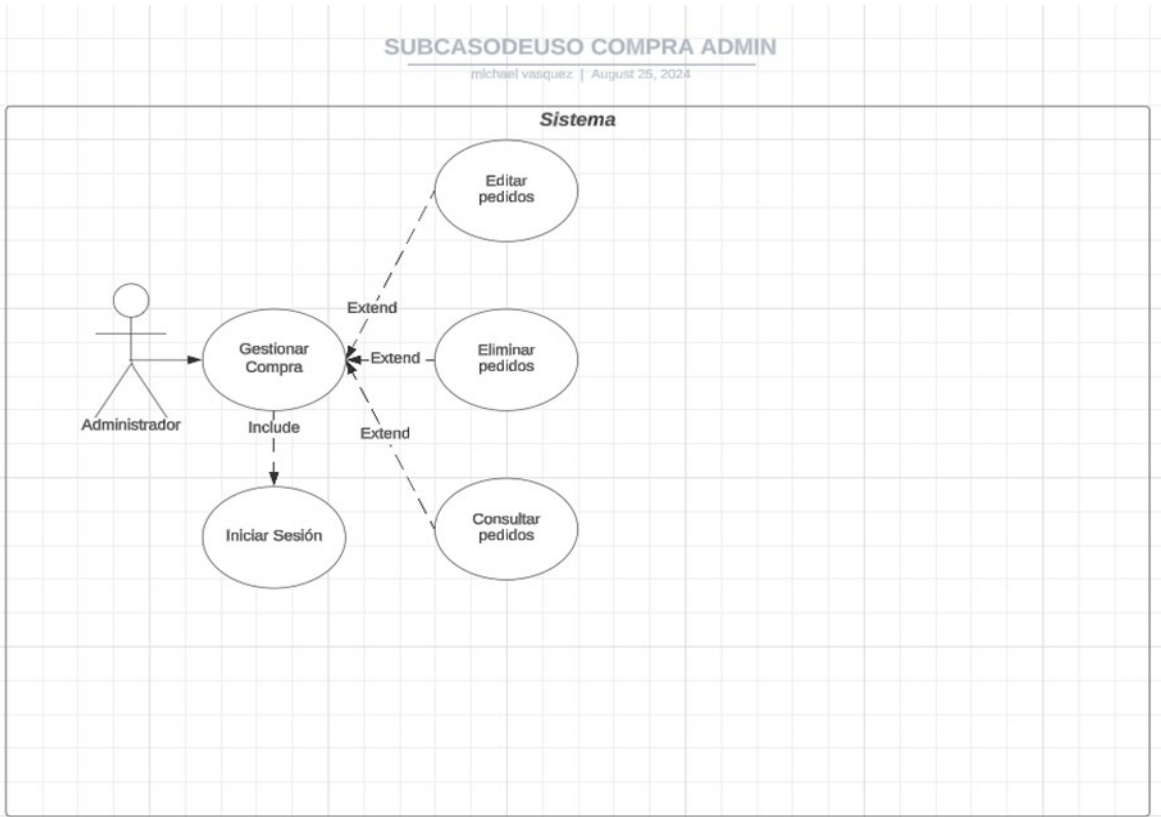 SUBCASODEUSO COMPRA ADMIN
michael vasquez | August 25, 2024
Sistema
Editar
pedidos
Extend
Gestionar
Compra
Extend
Eliminar
pedidos
Administrador
Include
Extend
Iniciar Sesión
Consultar
pedidos